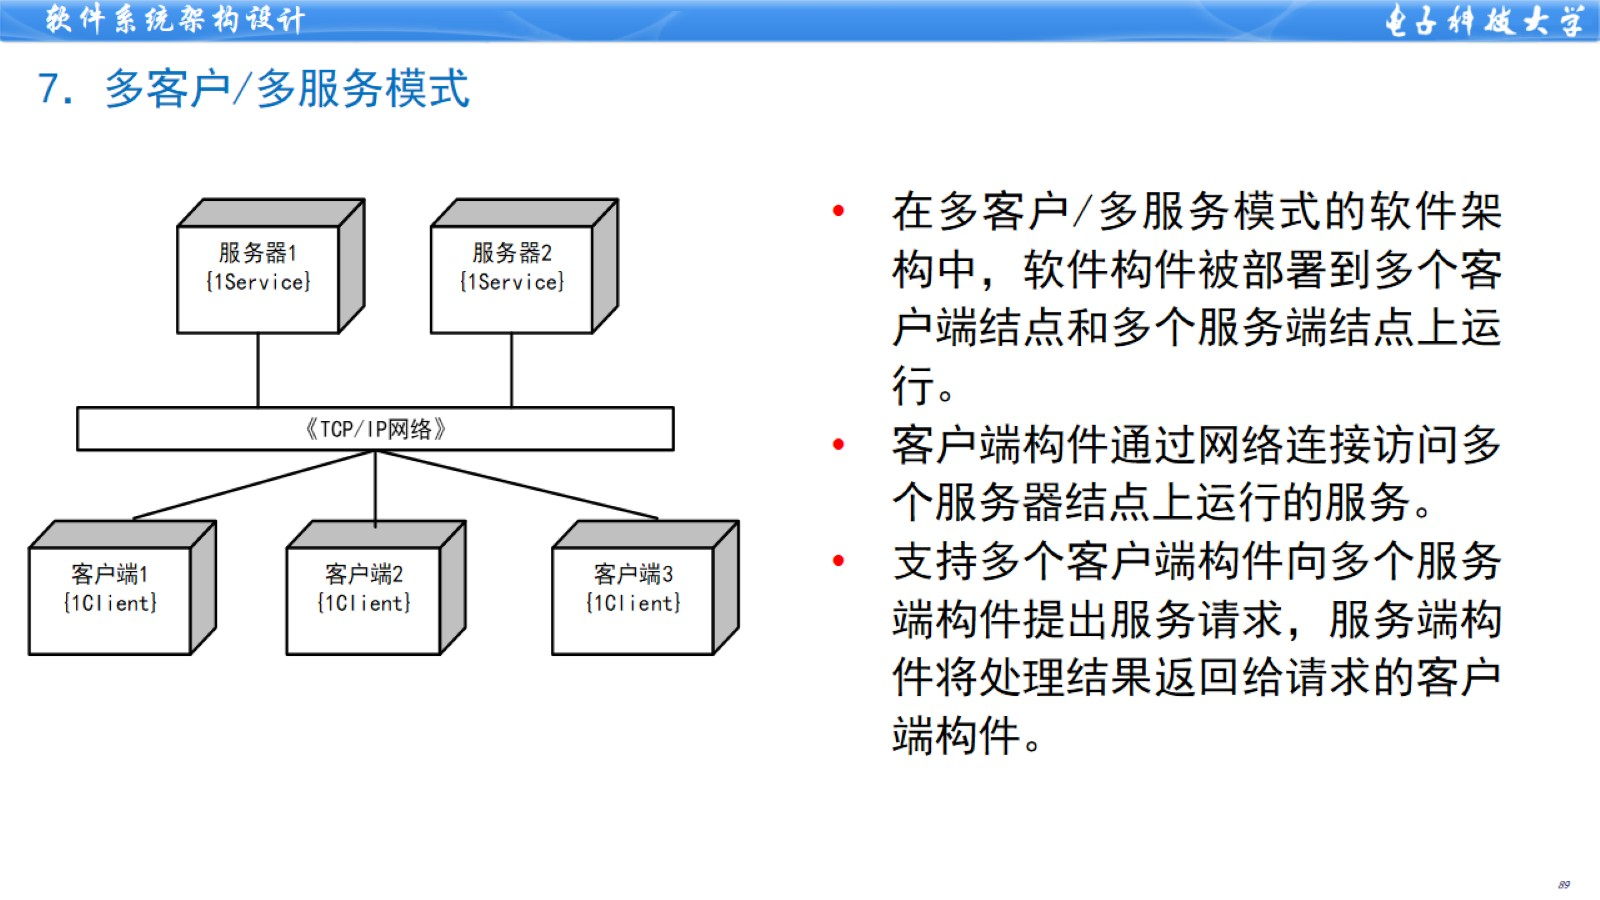 软件系统架构设计
电子科技大学
7. 多客户/多服务模式
服务器1
{1Service}
服务器2
{1Service}
《TCP/IP网络》
客户端1
{1Client}
客户端2
{1Client}
客户端3
{1Client}
• 在多客户/多服务模式的软件架
构中，软件构件被部署到多个客
户端结点和多个服务端结点上运
行。
• 客户端构件通过网络连接访问多
个服务器结点上运行的服务。
• 支持多个客户端构件向多个服务
端构件提出服务请求，服务端构
件将处理结果返回给请求的客户
端构件。
89